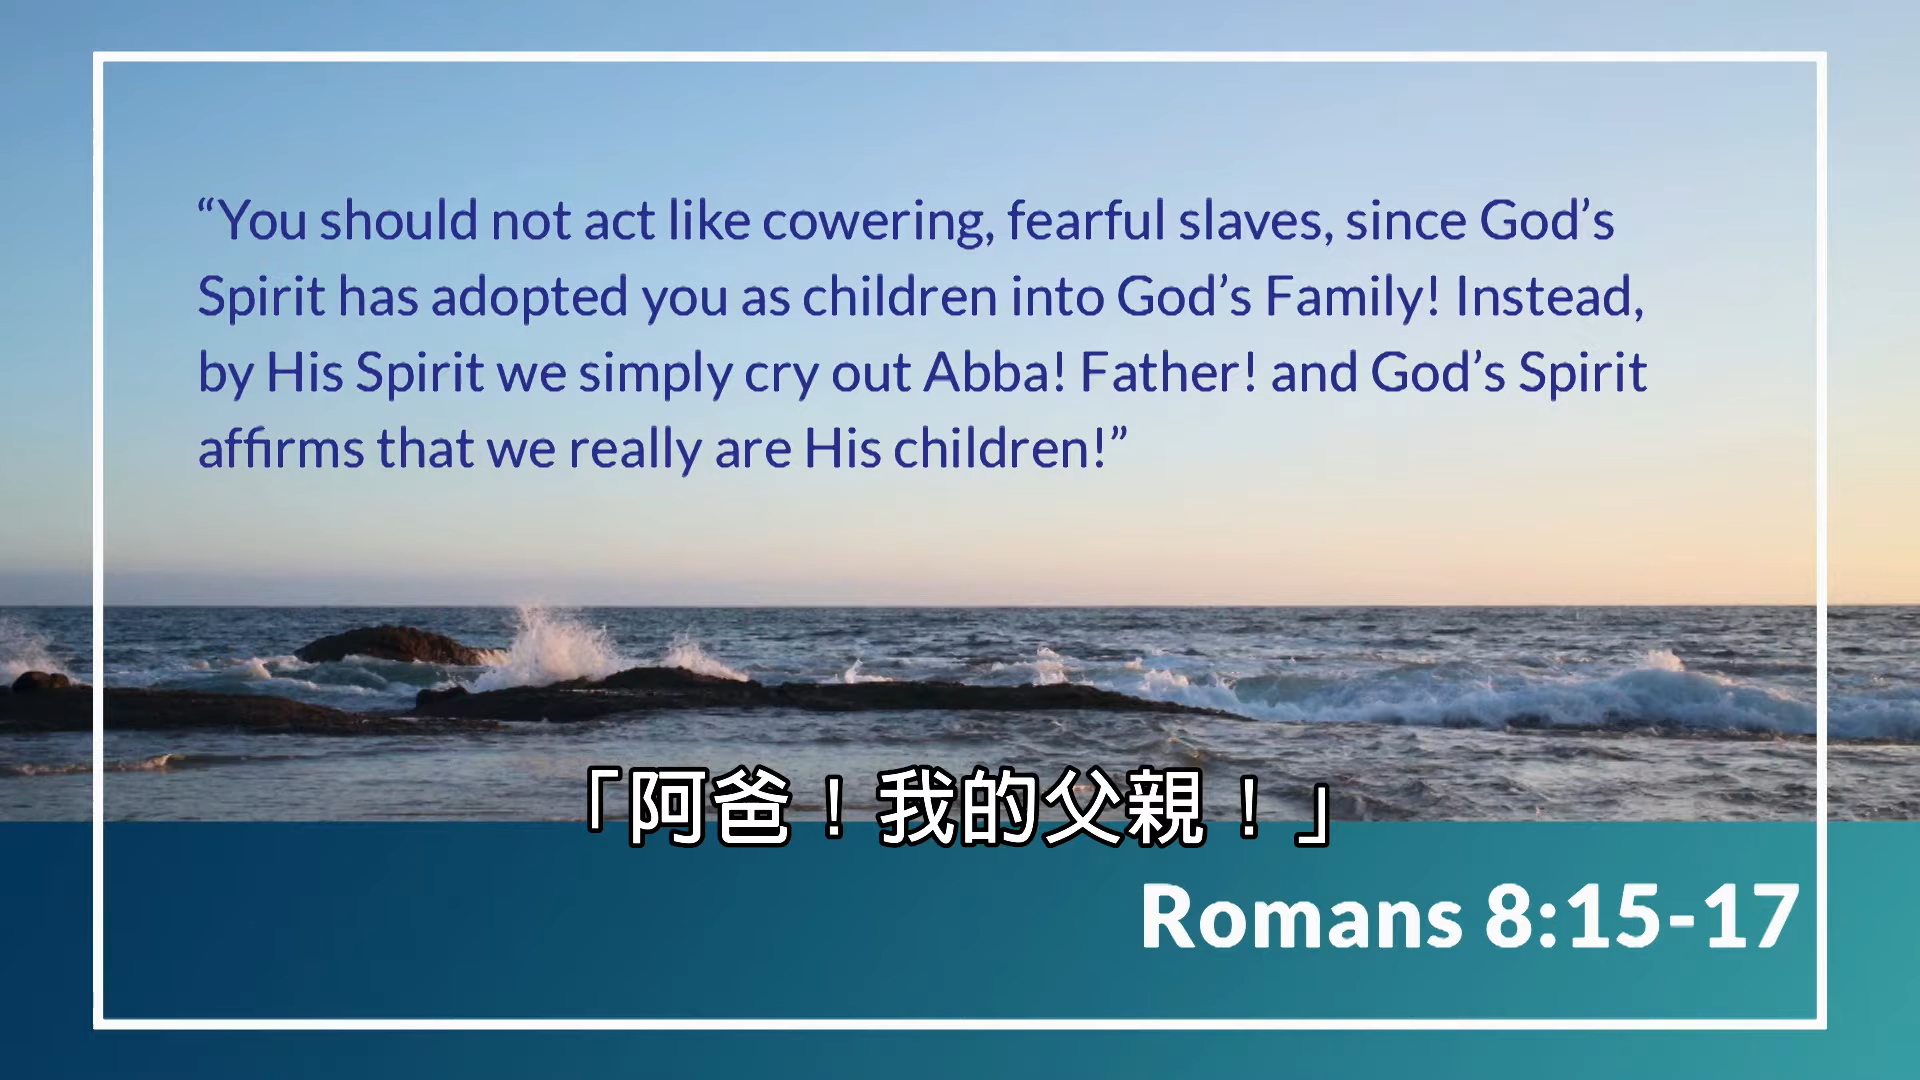 “You should not act like cowering, fearful slaves, since God’s
Spirit has adopted you as children into God’s Family! Instead,
by His Spirit we simply cry out Abba! Father! and God’s Spirit
affirms that we really are His children!”
「阿爸！我的父親！」
Romans 8:15-17